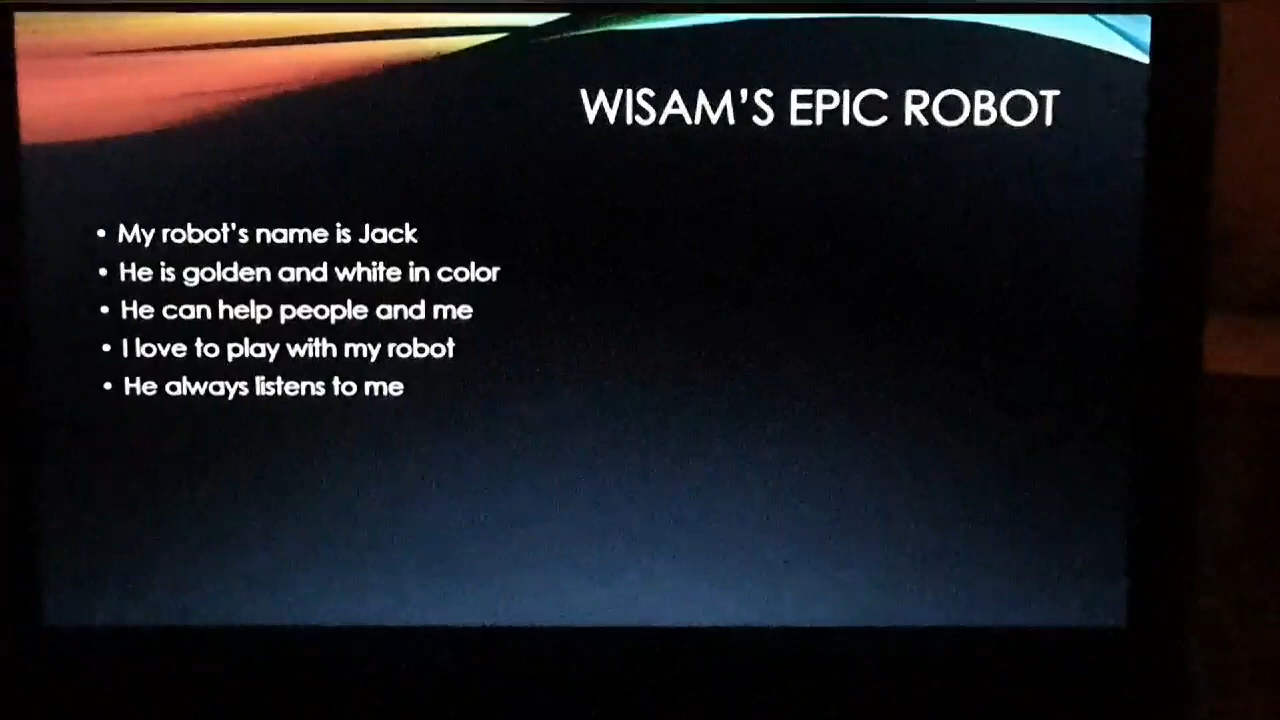 WISAM'S EPIC ROBOT
• My robot's name is Jack
• He is golden and white in color
• He can help people and me
• I love to play with my robot
• He always listens to me